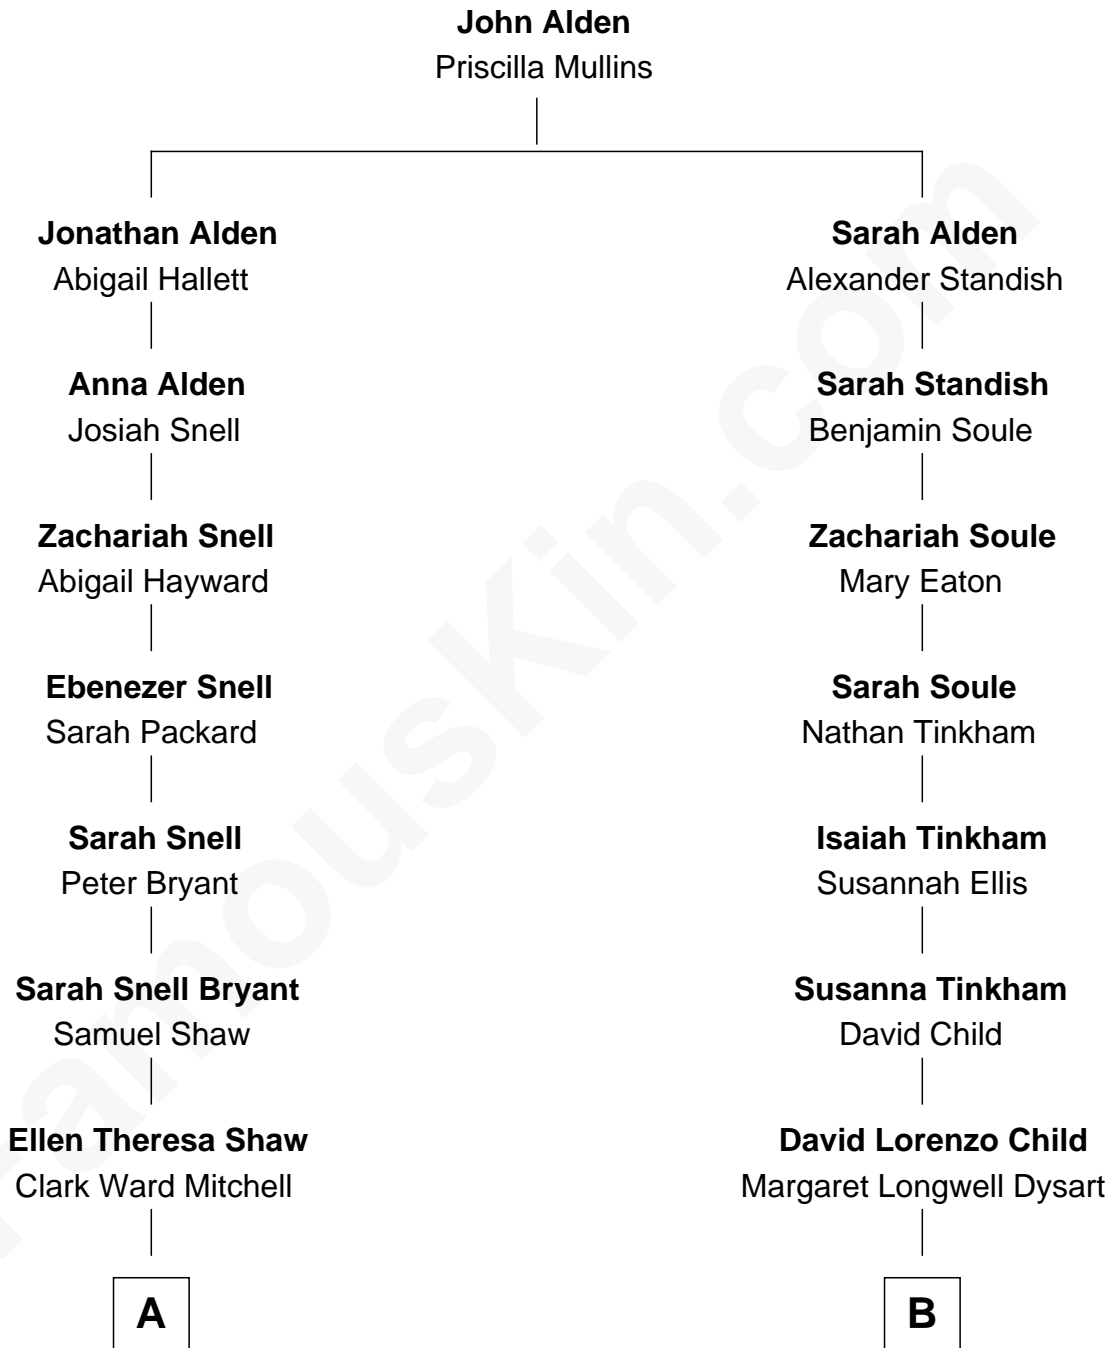 John Alden
Priscilla Mullins
Jonathan Alden
Abigail Hallett
Sarah Alden
Alexander Standish
Anna Alden
Josiah Snell
Sarah Standish
Benjamin Soule
Zachariah Snell
Abigail Hayward
Zachariah Soule
Mary Eaton
Ebenezer Snell
Sarah Packard
Sarah Soule
Nathan Tinkham
Sarah Snell
Peter Bryant
Isaiah Tinkham
Susannah Ellis
Sarah Snell Bryant
Samuel Shaw
Susanna Tinkham
David Child
Ellen Theresa Shaw
Clark Ward Mitchell
David Lorenzo Child
Margaret Longwell Dysart
A
B
FamousKin.com